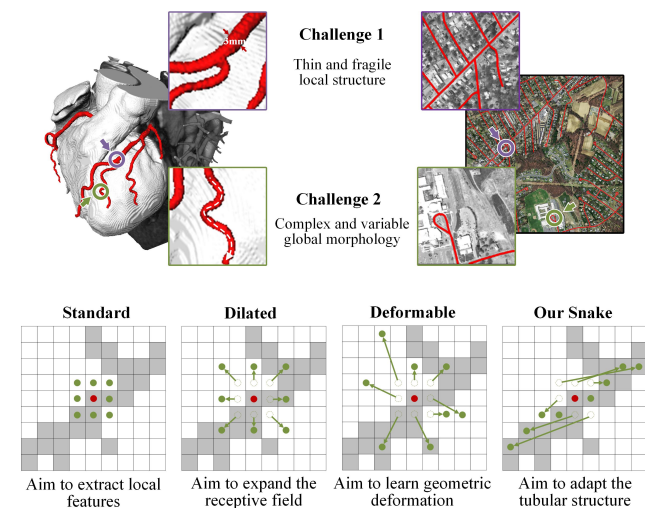 3mm
Challenge 1
Thin and fragile
local structure
Challenge 2
Complex and variable
global morphology
Standard
Dilated
Deformable
Our Snake
Aim to extract local
features
Aim to expand the
receptive field
Aim to learn geometric
deformation
Aim to adapt the
tubular structure